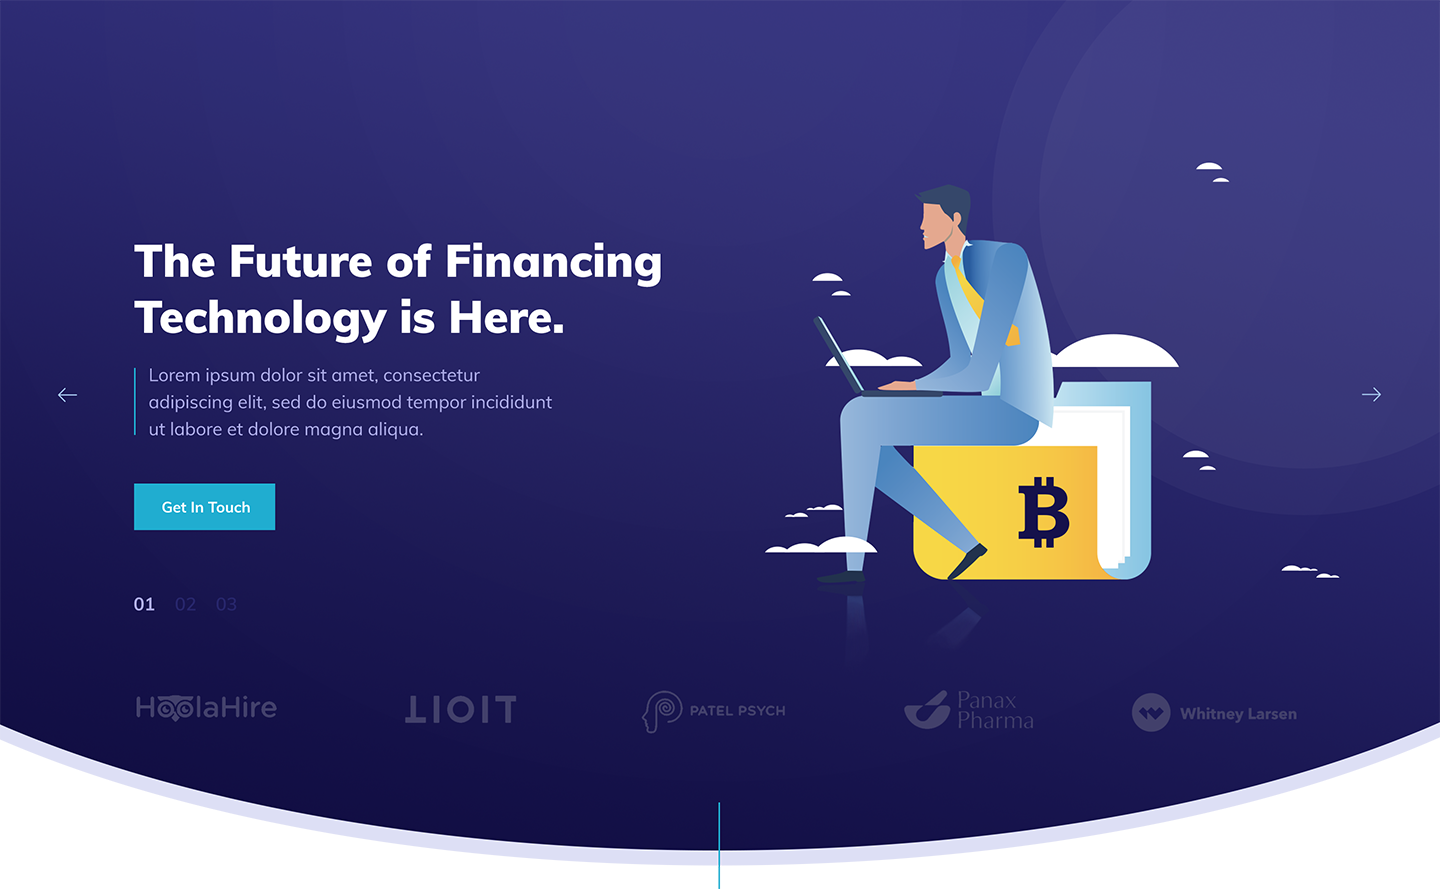 The Future of Financing
Technology is Here.
Lorem ipsum dolor sit amet, consectetur
adipiscing elit, sed do eiusmod tempor incididunt
ut labore et dolore magna aliqua.
Get In Touch
01 02 03
HoolaHire
LIOIT
PATEL PSYCH
Panax
Pharma
Whitney Larsen